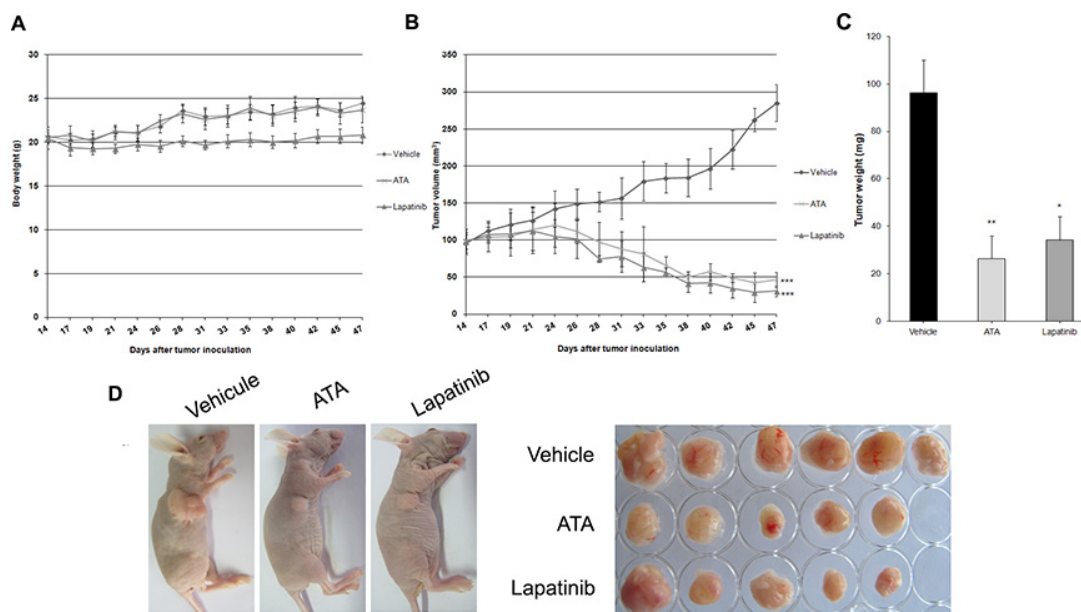 A
30
25
20
15
10
5
0
Body weight (g)
14 17 19 21 24 26 28 31 33 35 38 40 42 45 47
Days after tumor inoculation
Vehicle
ATA
Lapatinib
B
350
300
250
200
150
100
50
0
Tumor volume (mm³)
14 17 19 21 24 26 28 31 33 35 38 40 42 45 47
Days after tumor inoculation
***
***
Vehicle
ATA
Lapatinib
C
120
100
80
60
40
20
0
Tumor weight (mg)
**
*
Vehicle ATA Lapatinib
D
Vehicule ATA Lapatinib
Vehicle
ATA
Lapatinib